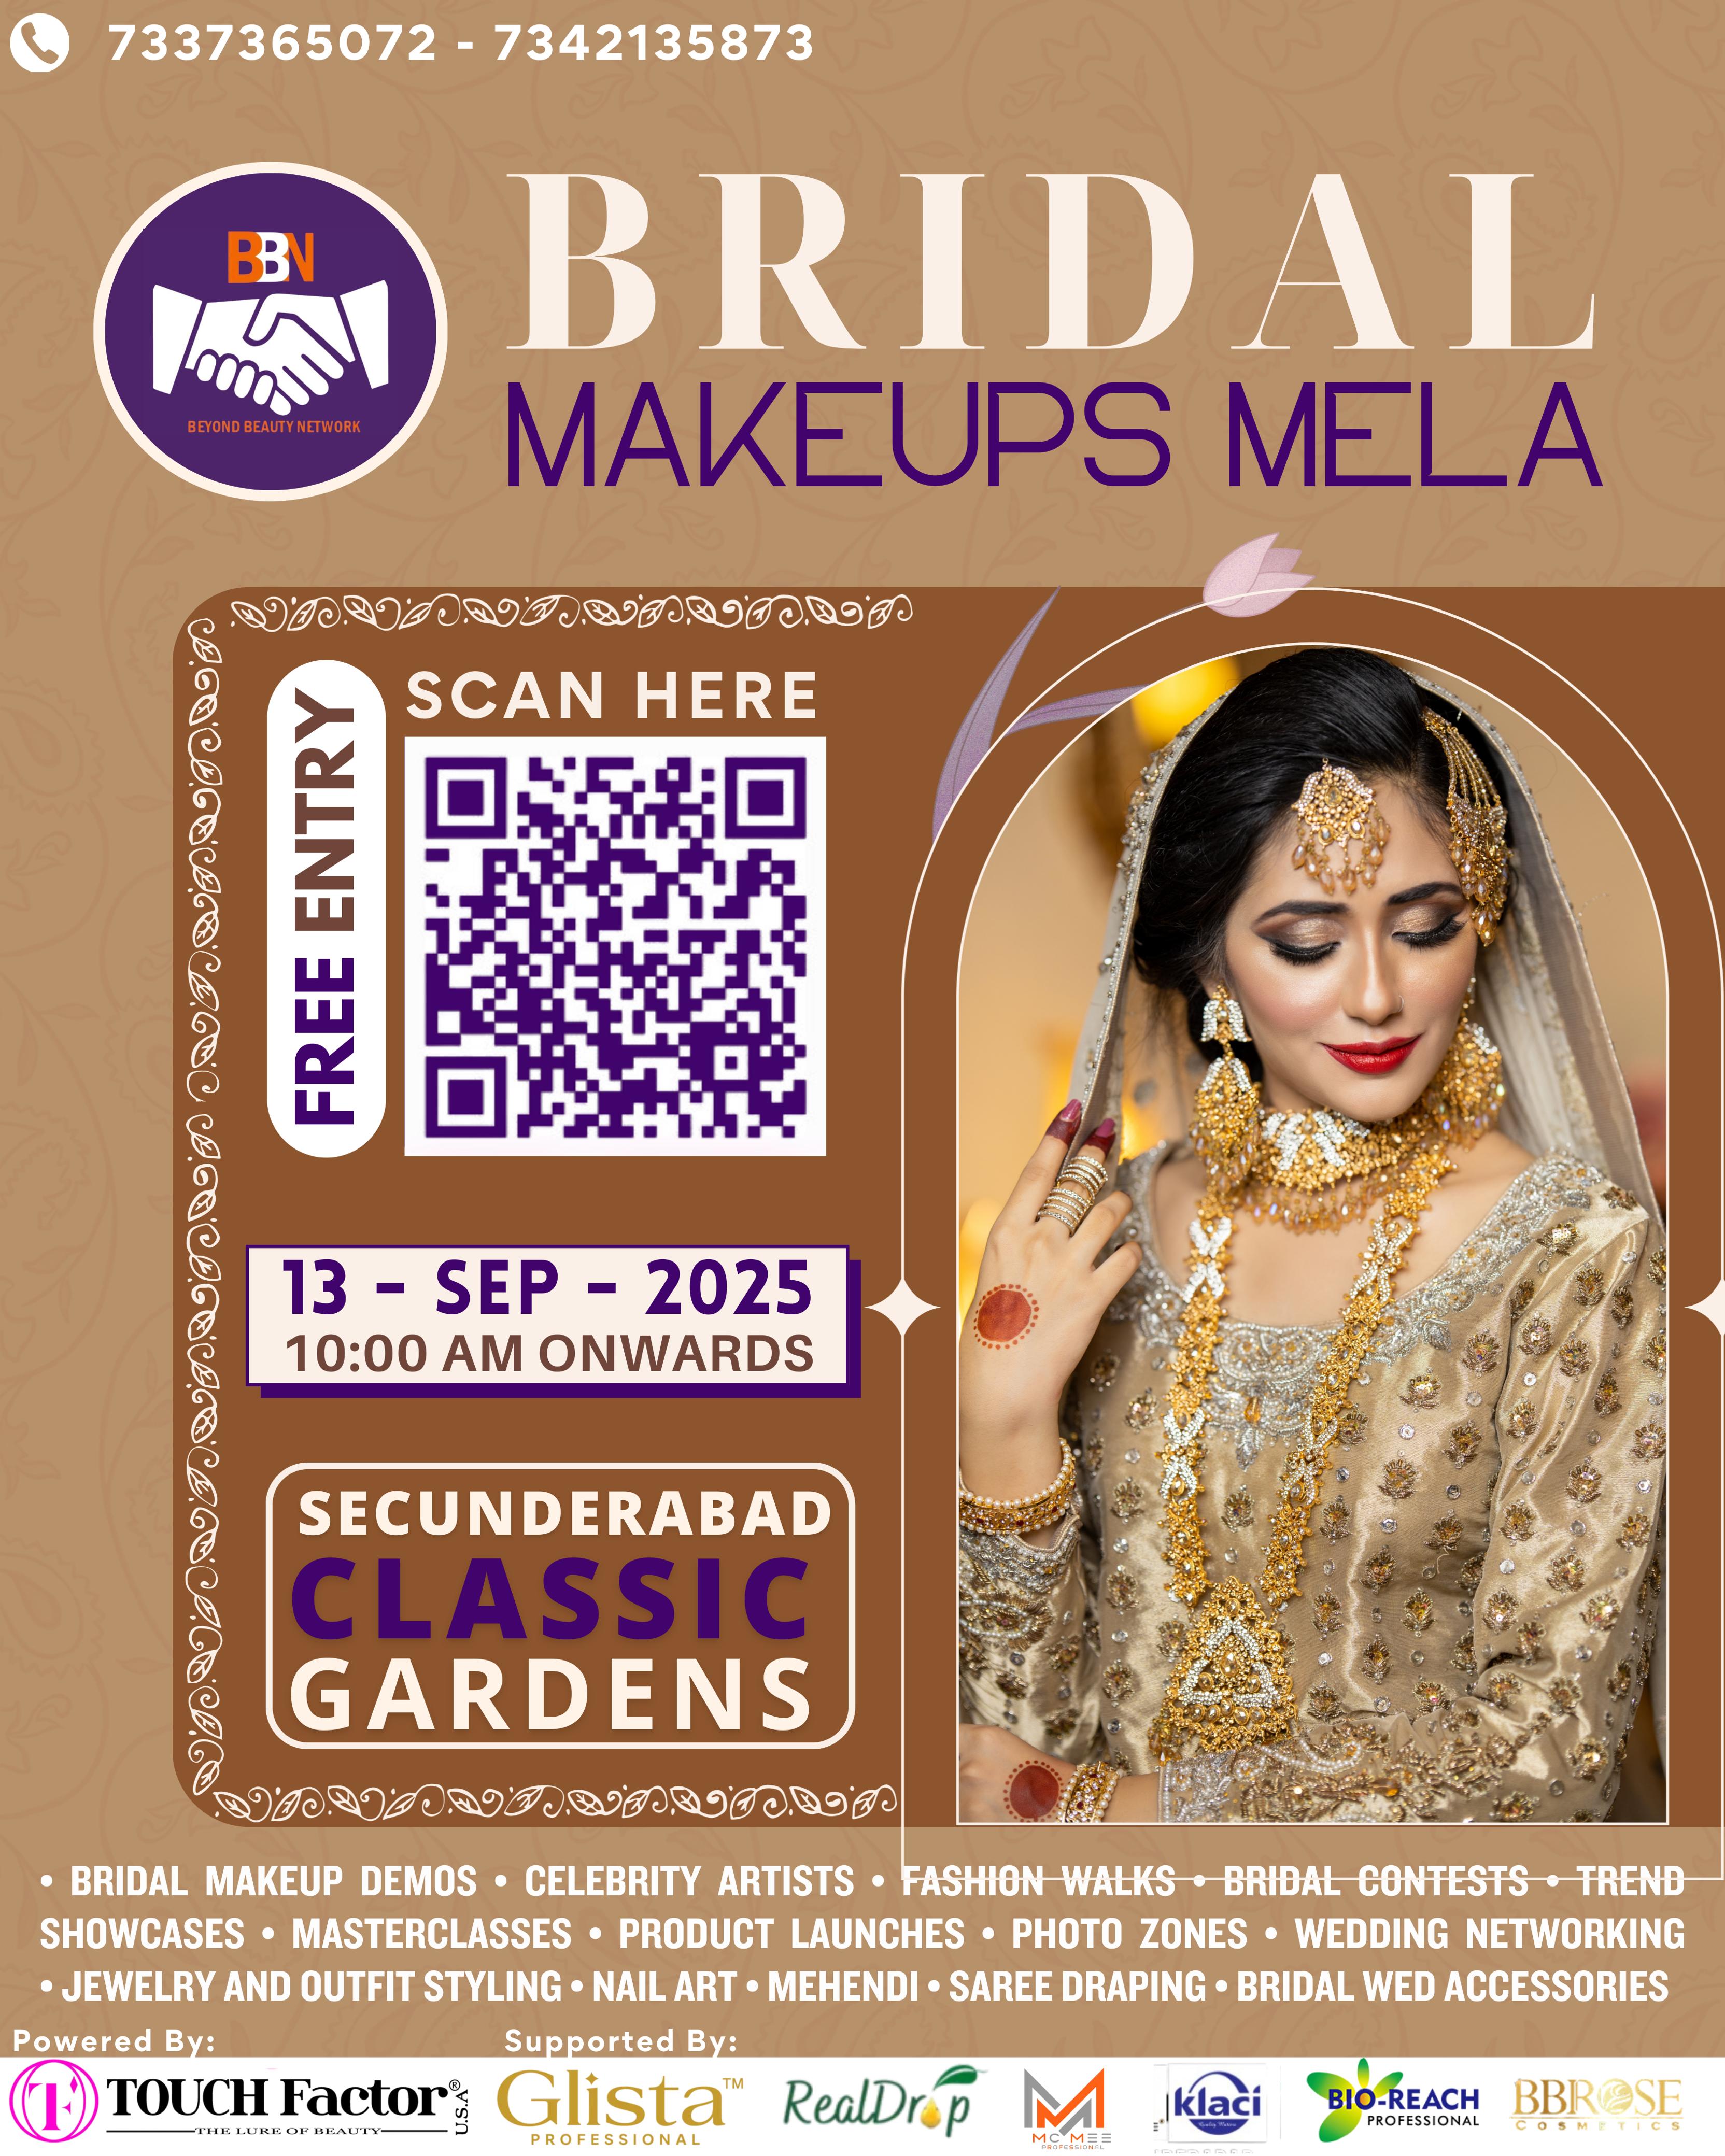 7337365072 - 7342135873
BBN
BEYOND BEAUTY NETWORK
BRIDAL
MAKEUPS MELA
FREE ENTRY
SCAN HERE
13 - SEP - 2025
10:00 AM ONWARDS
SECUNDERABAD
CLASSIC
GARDENS
• BRIDAL MAKEUP DEMOS • CELEBRITY ARTISTS • FASHION WALKS • BRIDAL CONTESTS • TREND
SHOWCASES • MASTERCLASSES • PRODUCT LAUNCHES • PHOTO ZONES • WEDDING NETWORKING
• JEWELRY AND OUTFIT STYLING • NAIL ART • MEHENDI • SAREE DRAPING • BRIDAL WED ACCESSORIES
Powered By:
Supported By:
TF TOUCH Factor® U.S.A
THE LURE OF BEAUTY
Glista™
PROFESSIONAL
RealDrop
MC MEE
PROFESSIONAL
klaci
BIO-REACH
PROFESSIONAL
BBROSE
COSMETICS